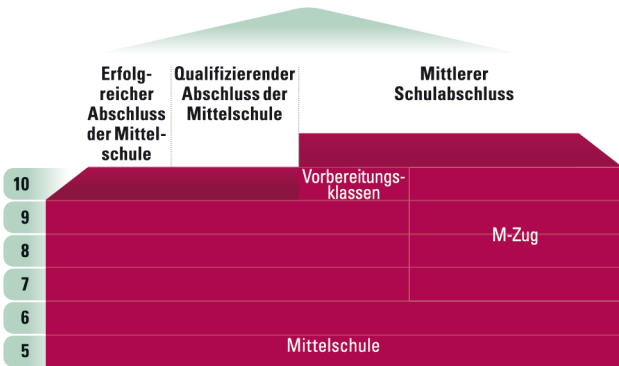 Erfolg-
reicher
Abschluss
der Mittel-
schule
Qualifizierender
Abschluss der
Mittelschule
Mittlerer
Schulabschluss
10
Vorbereitungs-
klassen
9
M-Zug
8
7
6
5
Mittelschule